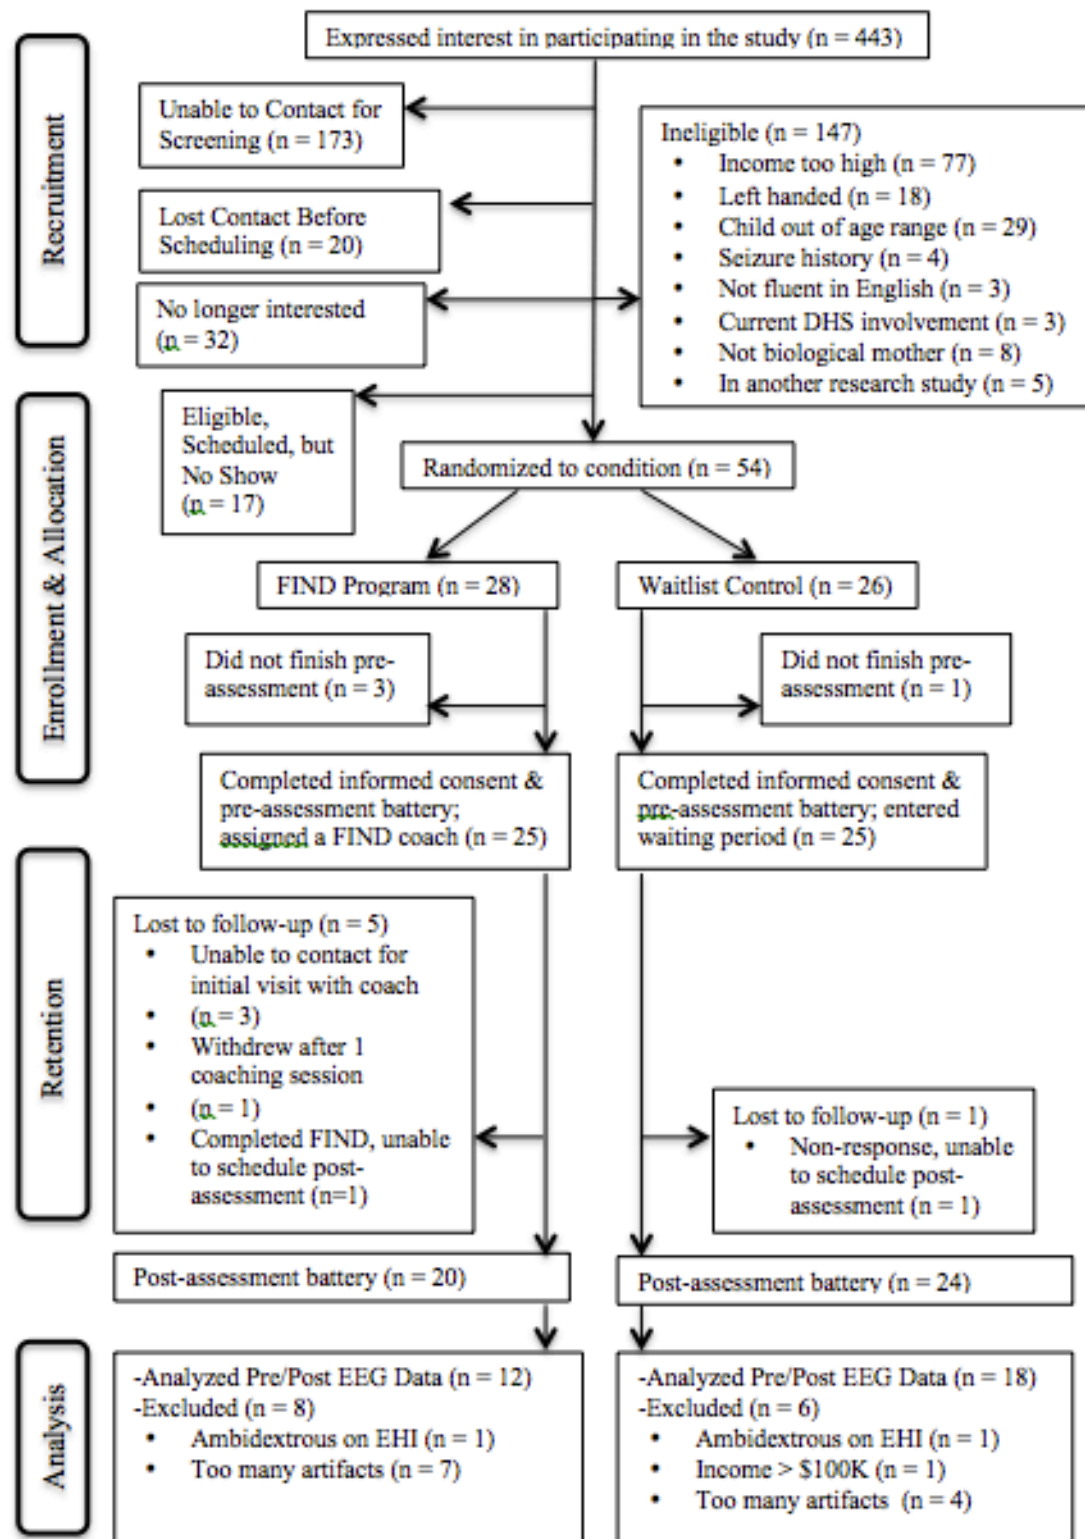 Expressed interest in participating in the study (n = 443)
Recruitment
Unable to Contact for
Screening (n = 173)
Ineligible (n = 147)
• Income too high (n = 77)
• Left handed (n = 18)
• Child out of age range (n = 29)
• Seizure history (n = 4)
• Not fluent in English (n = 3)
• Current DHS involvement (n = 3)
• Not biological mother (n = 8)
• In another research study (n = 5)
Lost Contact Before
Scheduling (n = 20)
No longer interested
(n = 32)
Enrollment & Allocation
Eligible,
Scheduled, but
No Show
(n = 17)
Randomized to condition (n = 54)
FIND Program (n = 28)
Waitlist Control (n = 26)
Did not finish pre-
assessment (n = 3)
Did not finish pre-
assessment (n = 1)
Completed informed consent &
pre-assessment battery;
assigned a FIND coach (n = 25)
Completed informed consent &
pre-assessment battery; entered
waiting period (n = 25)
Retention
Lost to follow-up (n = 5)
• Unable to contact for
initial visit with coach
• (n = 3)
• Withdrew after 1
coaching session
• (n = 1)
• Completed FIND, unable
to schedule post-
assessment (n=1)
Lost to follow-up (n = 1)
• Non-response, unable
to schedule post-
assessment (n = 1)
Post-assessment battery (n = 20)
Post-assessment battery (n = 24)
Analysis
-Analyzed Pre/Post EEG Data (n = 12)
-Excluded (n = 8)
• Ambidextrous on EHI (n = 1)
• Too many artifacts (n = 7)
-Analyzed Pre/Post EEG Data (n = 18)
-Excluded (n = 6)
• Ambidextrous on EHI (n = 1)
• Income > $100K (n = 1)
• Too many artifacts (n = 4)